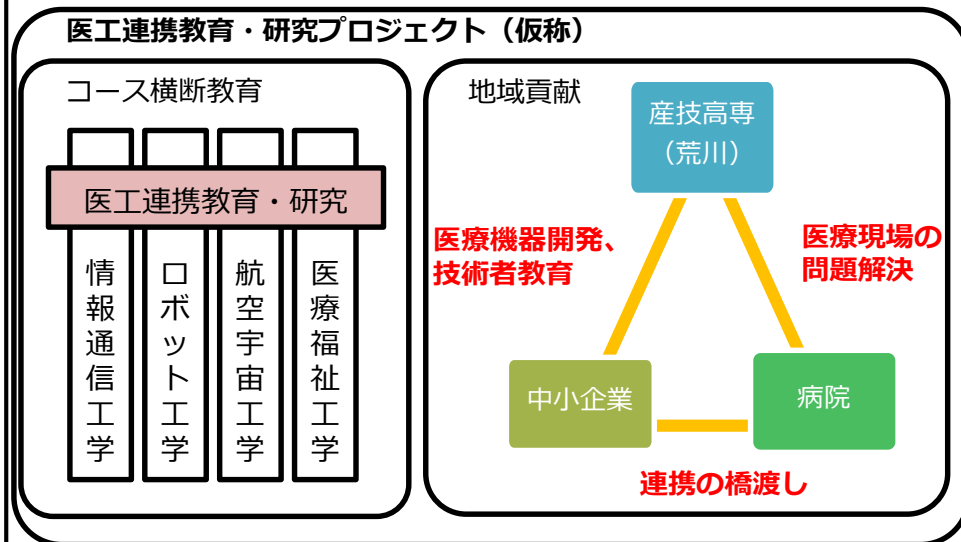 医工連携教育・研究プロジェクト（仮称）
コース横断教育
医工連携教育・研究
情報通信工学
ロボット工学
航空宇宙工学
医療福祉工学
地域貢献
産技高専
（荒川）
医療機器開発、
技術者教育
医療現場の
問題解決
中小企業
病院
連携の橋渡し